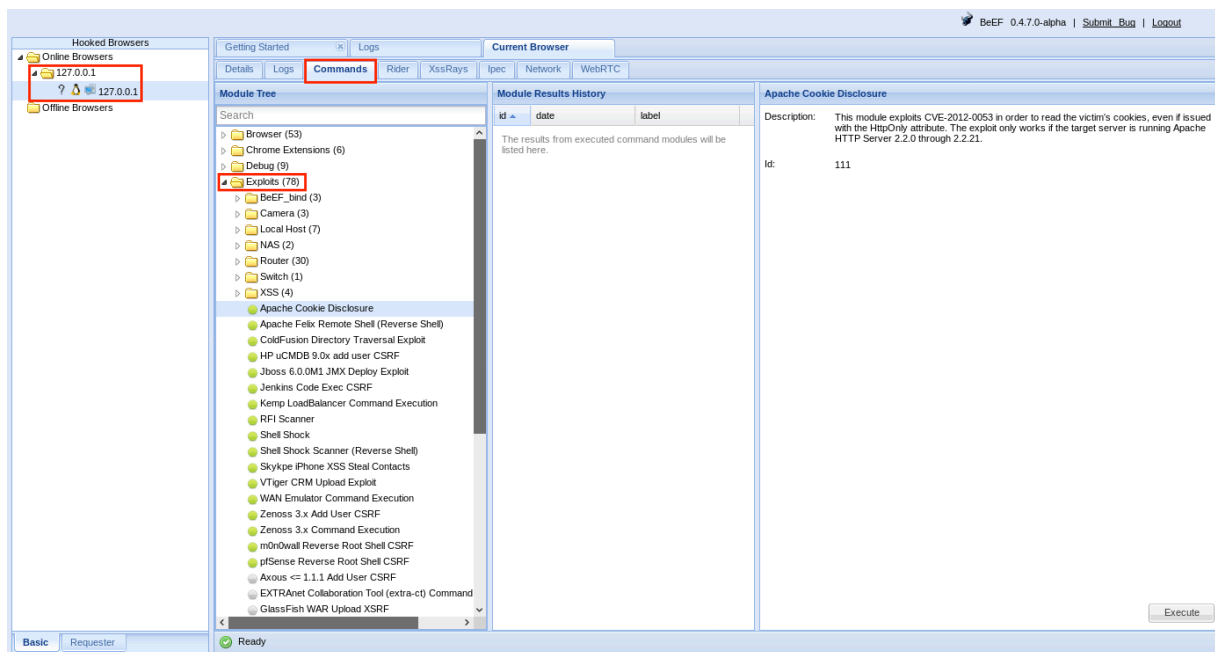 BeEF 0.4.7.0-alpha | Submit Bug | Logout
Hooked Browsers
Online Browsers
127.0.0.1
? 127.0.0.1
Offline Browsers
Basic Requester
Getting Started Logs Current Browser
Details Logs Commands Rider XssRays Ipec Network WebRTC
Module Tree
Search
Browser (53)
Chrome Extensions (6)
Debug (9)
Exploits (78)
BeEF_bind (3)
Camera (3)
Local Host (7)
NAS (2)
Router (30)
Switch (1)
XSS (4)
Apache Cookie Disclosure
Apache Felix Remote Shell (Reverse Shell)
ColdFusion Directory Traversal Exploit
HP uCMDB 9.0x add user CSRF
Jboss 6.0.0M1 JMX Deploy Exploit
Jenkins Code Exec CSRF
Kemp LoadBalancer Command Execution
RFI Scanner
Shell Shock
Shell Shock Scanner (Reverse Shell)
Skykpe iPhone XSS Steal Contacts
VTiger CRM Upload Exploit
WAN Emulator Command Execution
Zenoss 3.x Add User CSRF
Zenoss 3.x Command Execution
m0n0wall Reverse Root Shell CSRF
pfSense Reverse Root Shell CSRF
Axous <= 1.1.1 Add User CSRF
EXTRAnet Collaboration Tool (extra-ct) Command
GlassFish WAR Upload XSRF
Module Results History
id date label
The results from executed command modules will be
listed here.
Apache Cookie Disclosure
Description: This module exploits CVE-2012-0053 in order to read the victim's cookies, even if issued
with the HttpOnly attribute. The exploit only works if the target server is running Apache
HTTP Server 2.2.0 through 2.2.21.
Id: 111
Execute
Ready